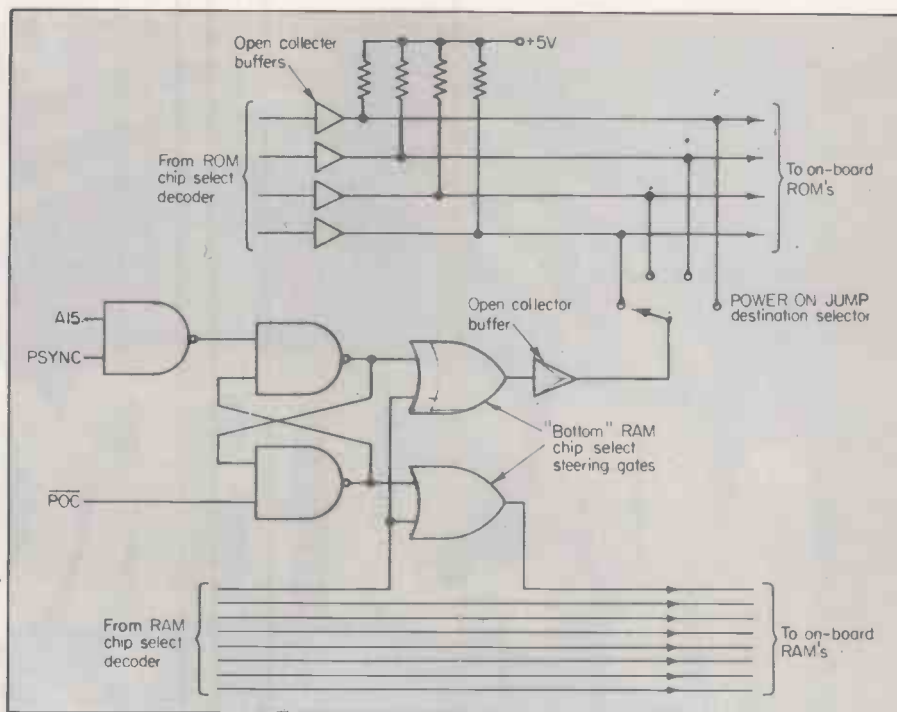 Open collecter
buffers
+5V
From ROM
chip select
decoder
To on-board
ROM's
POWER ON JUMP
destination selector
A15
PSYNC
Open collector
buffer
"Bottom" RAM
chip select
steering gates
POC
From RAM
chip select
decoder
To on-board
RAM's